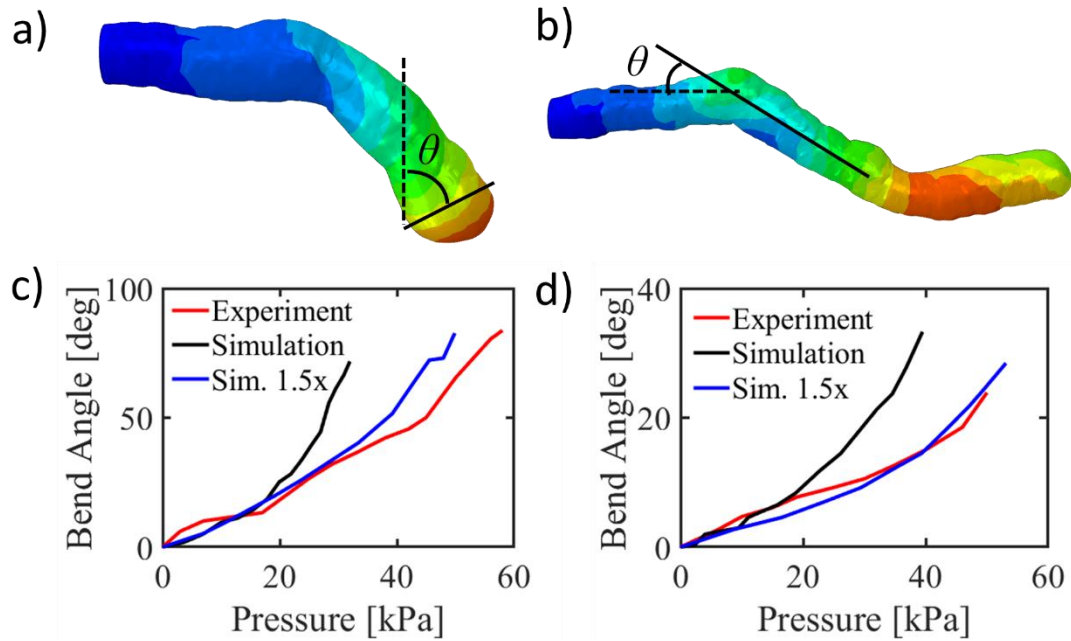 a)
b)
θ
θ
c)
100
50
0
Bend Angle [deg]
Experiment
Simulation
Sim. 1.5x
0
20
40
60
Pressure [kPa]
d)
40
20
0
Bend Angle [deg]
Experiment
Simulation
Sim. 1.5x
0
20
40
60
Pressure [kPa]